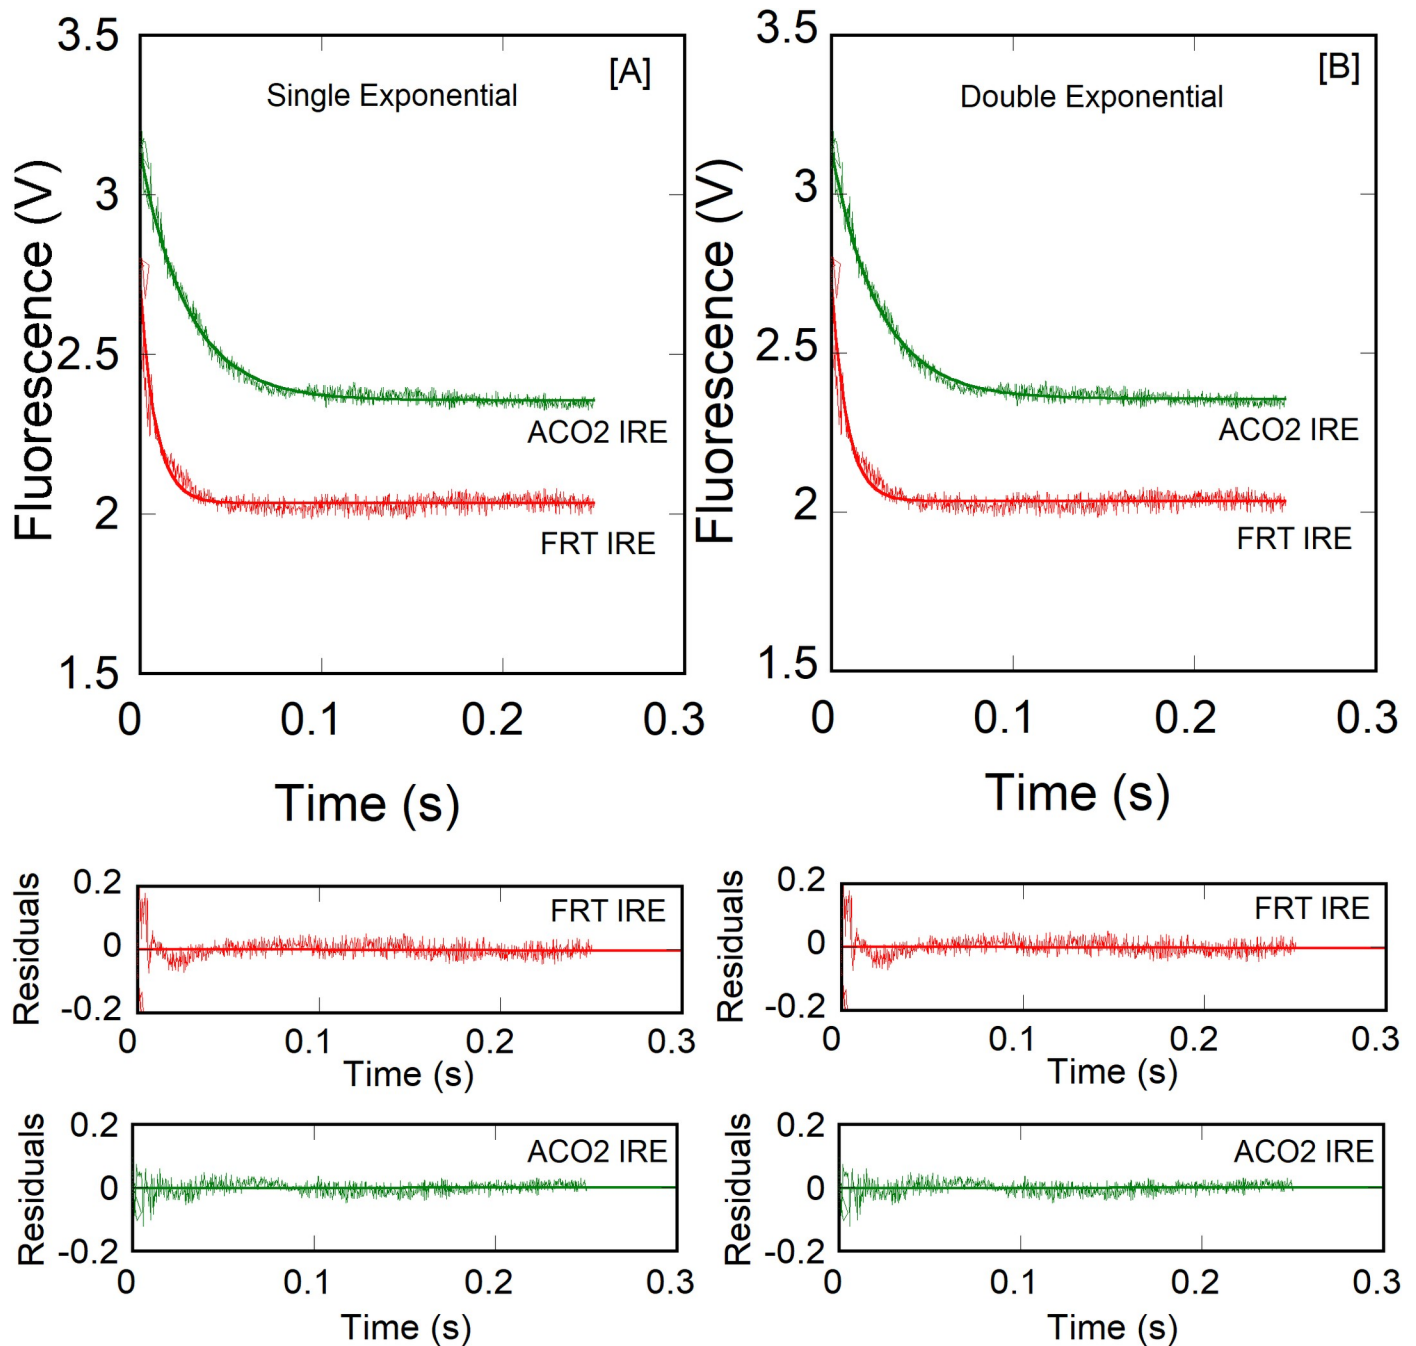 3.5
[A]
Single Exponential
3
2.5
2
1.5
Fluorescence (V)
ACO2 IRE
FRT IRE
0 0.1 0.2 0.3
Time (s)
3.5
[B]
Double Exponential
3
2.5
2
1.5
Fluorescence (V)
ACO2 IRE
FRT IRE
0 0.1 0.2 0.3
Time (s)
0.2
0
-0.2
Residuals
FRT IRE
0 0.1 0.2 0.3
Time (s)
0.2
0
-0.2
Residuals
FRT IRE
0 0.1 0.2 0.3
Time (s)
0.2
0
-0.2
Residuals
ACO2 IRE
0 0.1 0.2 0.3
Time (s)
0.2
0
-0.2
Residuals
ACO2 IRE
0 0.1 0.2 0.3
Time (s)